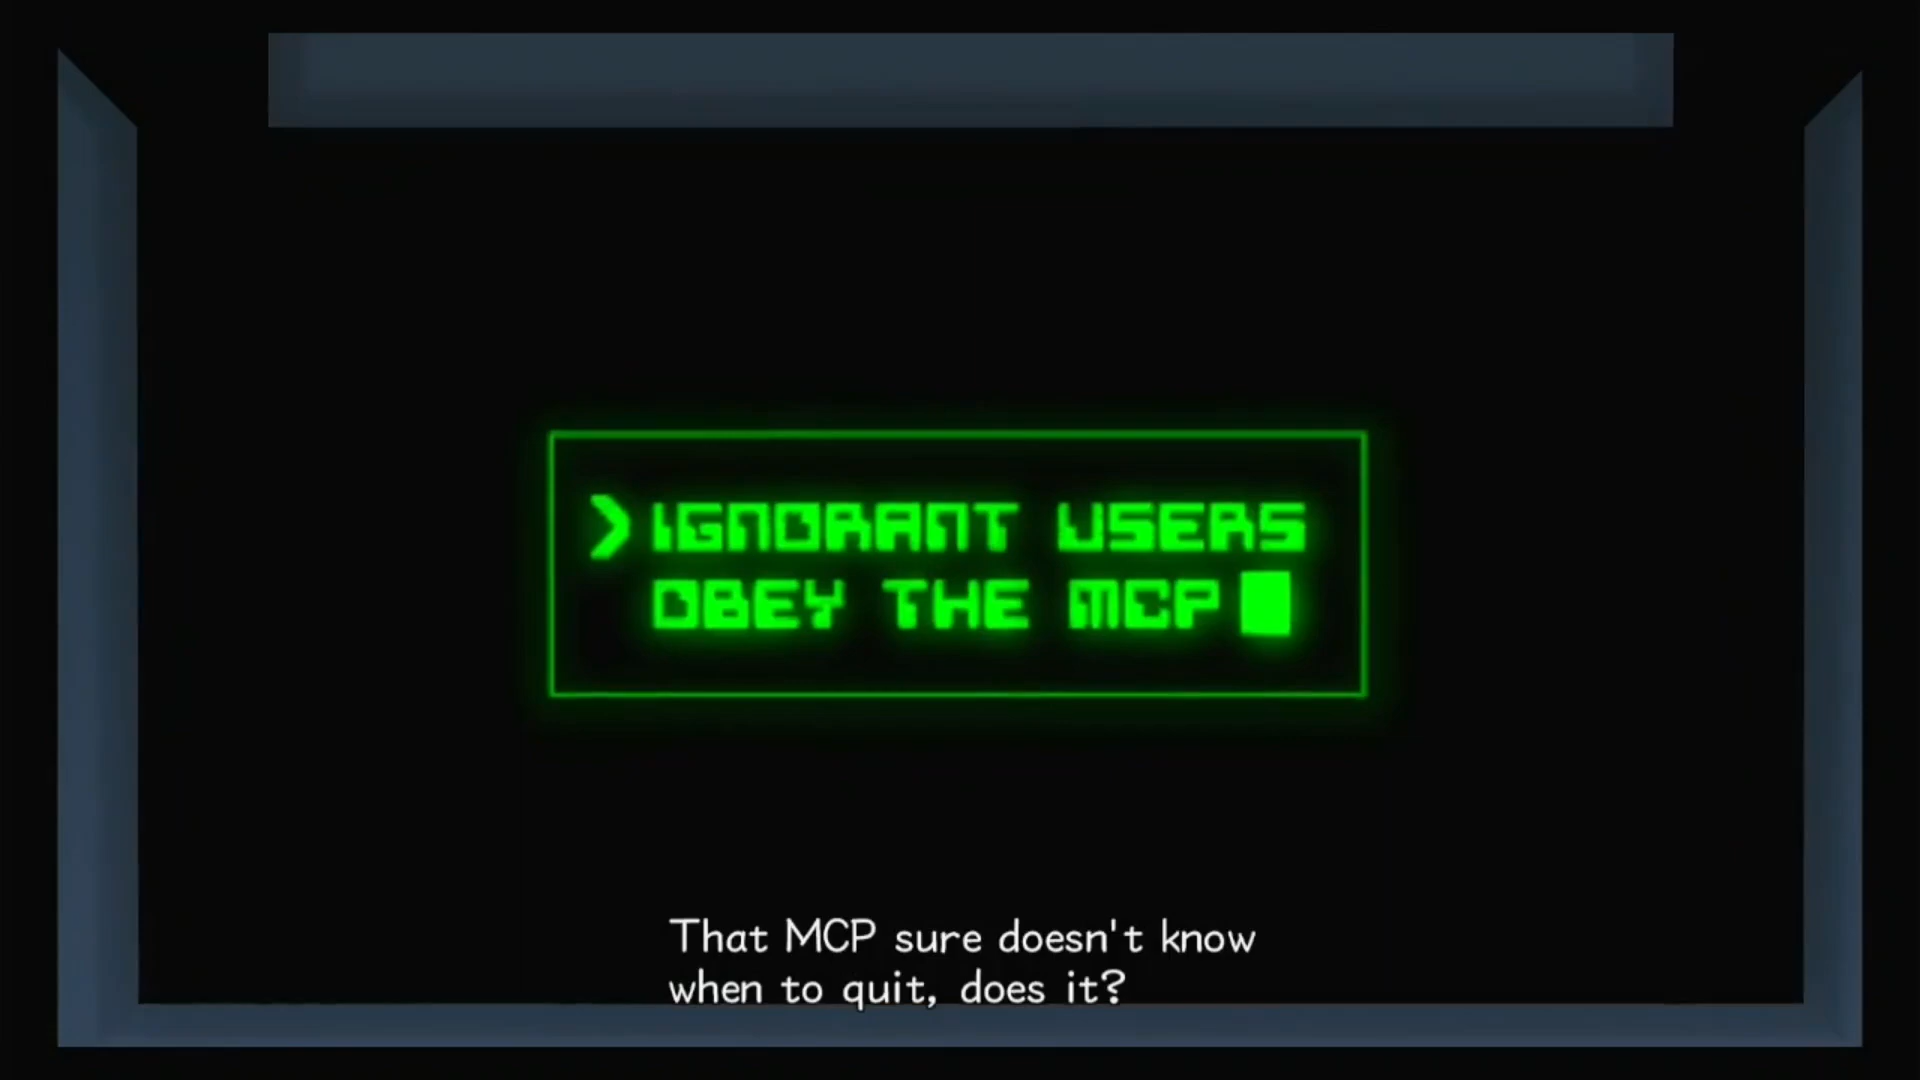 > IGNORANT USERS
OBEY THE MCP
That MCP sure doesn't know
when to quit, does it?